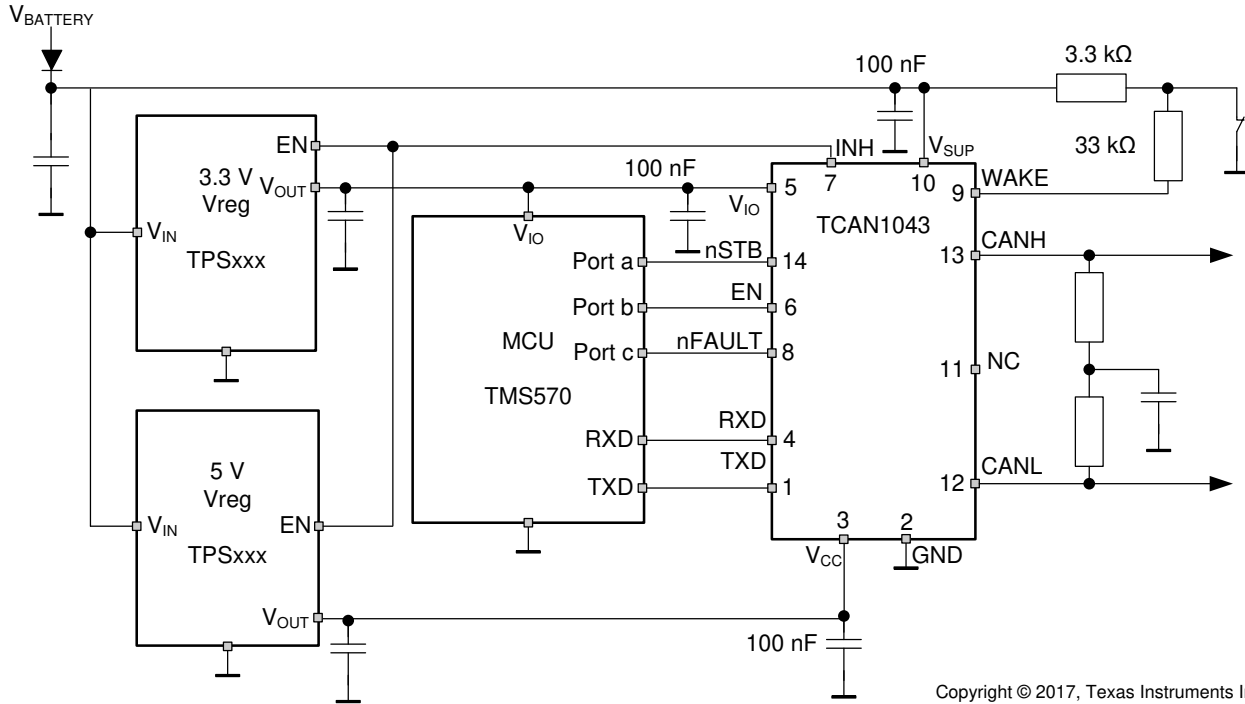 VBATTERY
100 nF
3.3 kΩ
EN
INH
VSUP
33 kΩ
7
10
3.3 V
Vreg
VOUT
100 nF
5
VIO
WAKE
9
TCAN1043
VIN
TPSxxx
VIO
CANH
13
Port a
nSTB
14
Port b
EN
6
MCU
Port c
nFAULT
8
11
NC
TMS570
RXD
RXD
4
5 V
Vreg
TXD
TXD
1
CANL
12
VIN
EN
TPSxxx
3
2
VCC
GND
VOUT
100 nF
Copyright © 2017, Texas Instruments